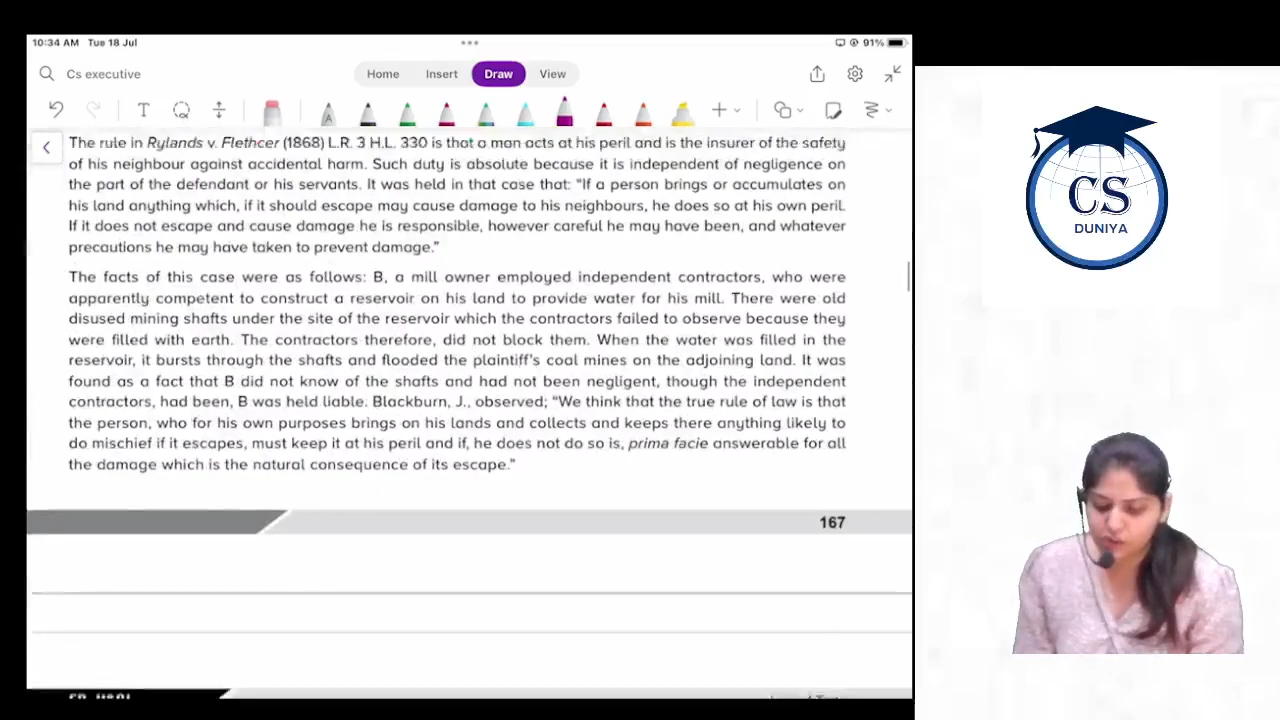 10:34 AM Tue 18 Jul
91%
Cs executive
Home Insert Draw View
T
A
The rule in Rylands v. Flethcer (1868) L.R. 3 H.L. 330 is that a man acts at his peril and is the insurer of the safety
of his neighbour against accidental harm. Such duty is absolute because it is independent of negligence on
the part of the defendant or his servants. It was held in that case that: "If a person brings or accumulates on
his land anything which, if it should escape may cause damage to his neighbours, he does so at his own peril.
If it does not escape and cause damage he is responsible, however careful he may have been, and whatever
precautions he may have taken to prevent damage."
The facts of this case were as follows: B, a mill owner employed independent contractors, who were
apparently competent to construct a reservoir on his land to provide water for his mill. There were old
disused mining shafts under the site of the reservoir which the contractors failed to observe because they
were filled with earth. The contractors therefore, did not block them. When the water was filled in the
reservoir, it bursts through the shafts and flooded the plaintiff's coal mines on the adjoining land. It was
found as a fact that B did not know of the shafts and had not been negligent, though the independent
contractors, had been, B was held liable. Blackburn, J., observed; "We think that the true rule of law is that
the person, who for his own purposes brings on his lands and collects and keeps there anything likely to
do mischief if it escapes, must keep it at his peril and if, he does not do so is, prima facie answerable for all
the damage which is the natural consequence of its escape."
167
CS
DUNIYA